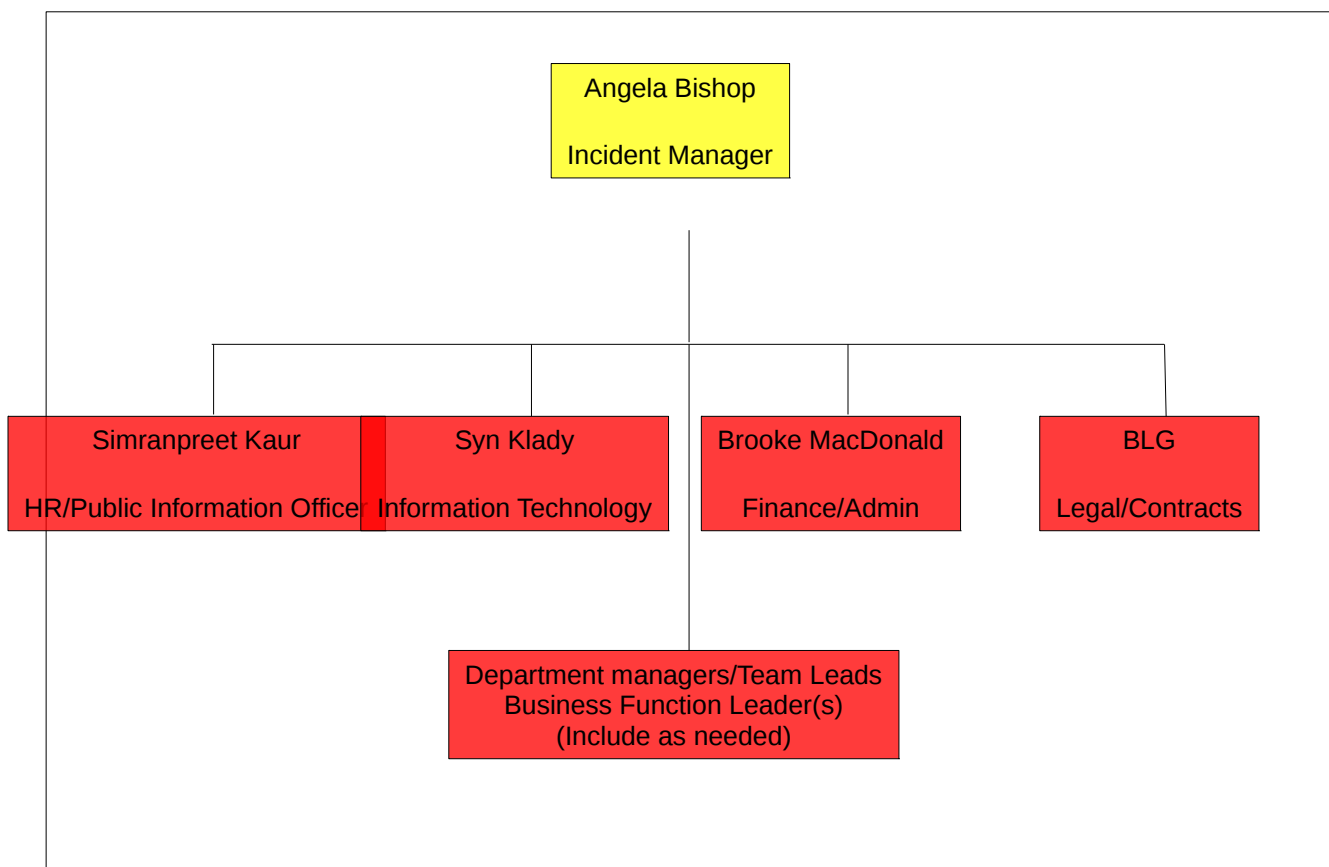 Angela Bishop
Incident Manager
Simranpreet Kaur
HR/Public Information Officer
Syn Klady
Information Technology
Brooke MacDonald
Finance/Admin
BLG
Legal/Contracts
Department managers/Team Leads
Business Function Leader(s)
(Include as needed)